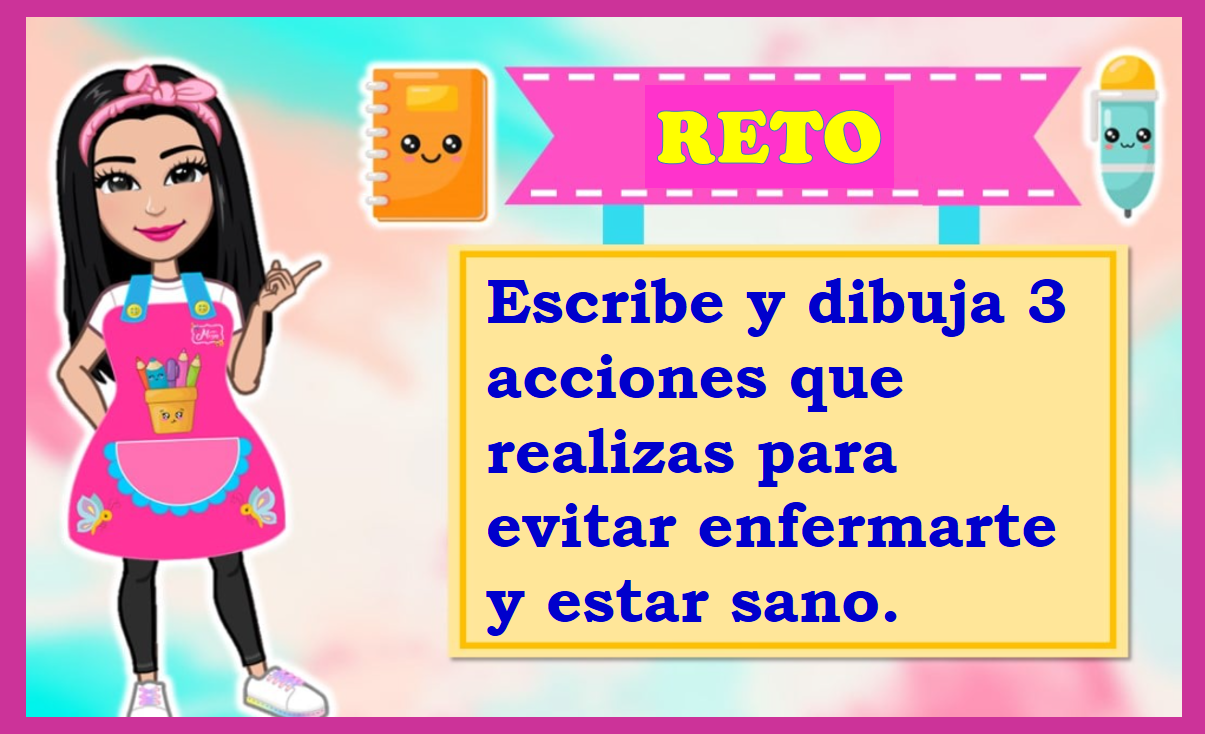 RETO
Escribe y dibuja 3
acciones que
realizas para
evitar enfermarte
y estar sano.